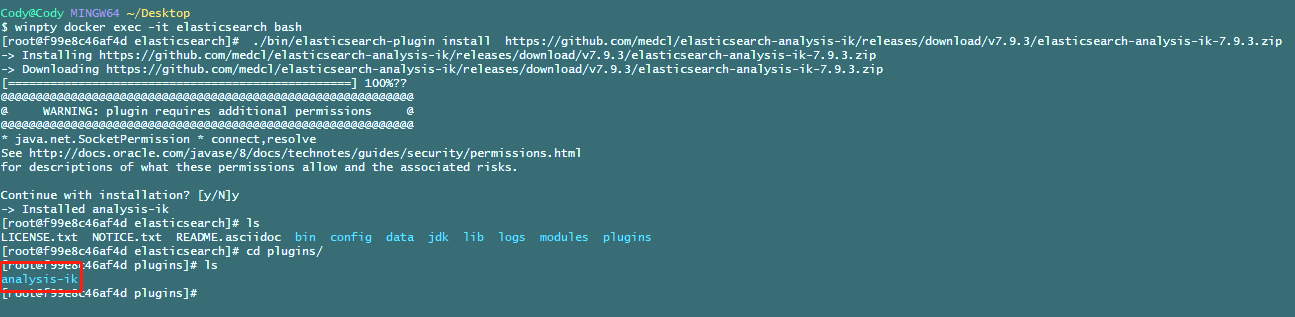 Cody@Cody MINGW64 ~/Desktop
$ winpty docker exec -it elasticsearch bash
[root@f99e8c46af4d elasticsearch]#  ./bin/elasticsearch-plugin install  https://github.com/medcl/elasticsearch-analysis-ik/releases/download/v7.9.3/elasticsearch-analysis-ik-7.9.3.zip
-> Installing https://github.com/medcl/elasticsearch-analysis-ik/releases/download/v7.9.3/elasticsearch-analysis-ik-7.9.3.zip
-> Downloading https://github.com/medcl/elasticsearch-analysis-ik/releases/download/v7.9.3/elasticsearch-analysis-ik-7.9.3.zip
[=================================================] 100%??
@@@@@@@@@@@@@@@@@@@@@@@@@@@@@@@@@@@@@@@@@@@@@@@@@@@@@@@@@@@
@     WARNING: plugin requires additional permissions     @
@@@@@@@@@@@@@@@@@@@@@@@@@@@@@@@@@@@@@@@@@@@@@@@@@@@@@@@@@@@
* java.net.SocketPermission * connect,resolve
See http://docs.oracle.com/javase/8/docs/technotes/guides/security/permissions.html
for descriptions of what these permissions allow and the associated risks.
Continue with installation? [y/N]y
-> Installed analysis-ik
[root@f99e8c46af4d elasticsearch]# ls
LICENSE.txt  NOTICE.txt  README.asciidoc  bin  config  data  jdk  lib  logs  modules  plugins
[root@f99e8c46af4d elasticsearch]# cd plugins/
[root@f99e8c46af4d plugins]# ls
analysis-ik
[root@f99e8c46af4d plugins]#